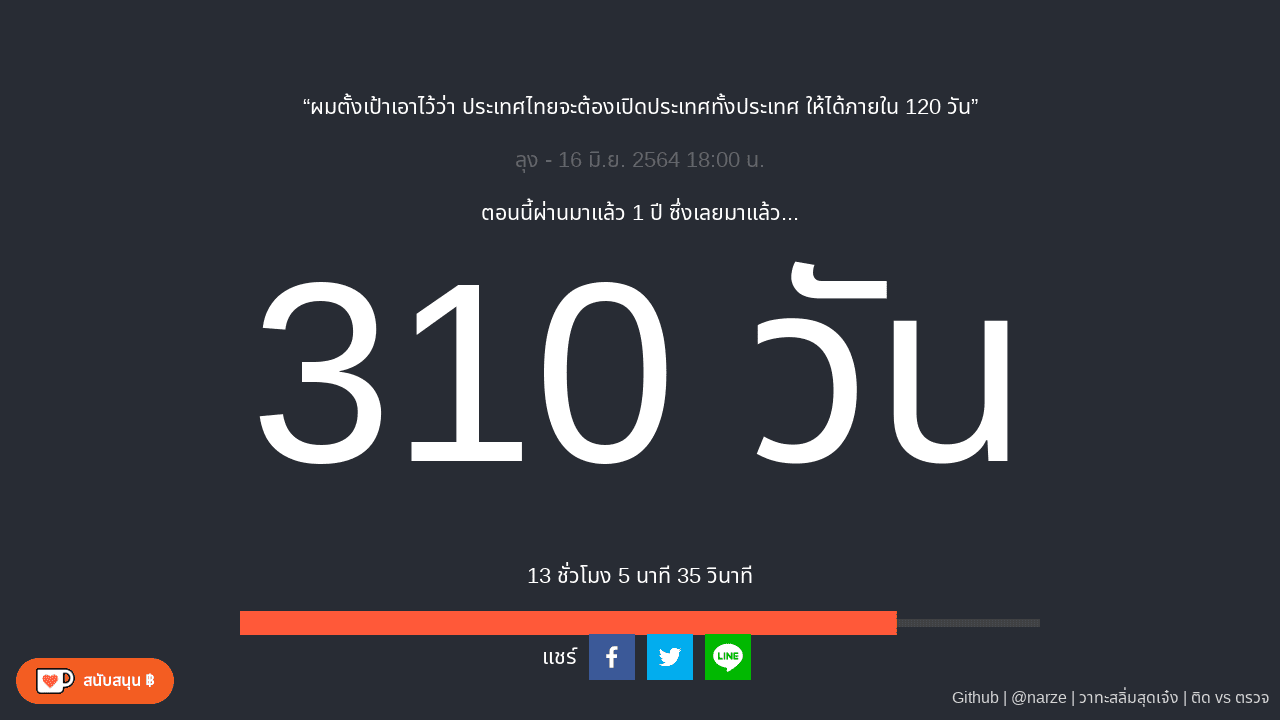 “ผมตั้งเป้าเอาไว้ว่า ประเทศไทยจะต้องเปิดประเทศทั้งประเทศ ให้ได้ภายใน 120 วัน”
ลุง - 16 มิ.ย. 2564 18:00 น.
ตอนนี้ผ่านมาแล้ว 1 ปี ซึ่งเลยมาแล้ว...
310 วัน
13 ชั่วโมง 5 นาที 35 วินาที
แชร์
LINE
สนับสนุน ฿
Github | @narze | วาทะสลิ่มสุดเจ๋ง | ติด vs ตรวจ